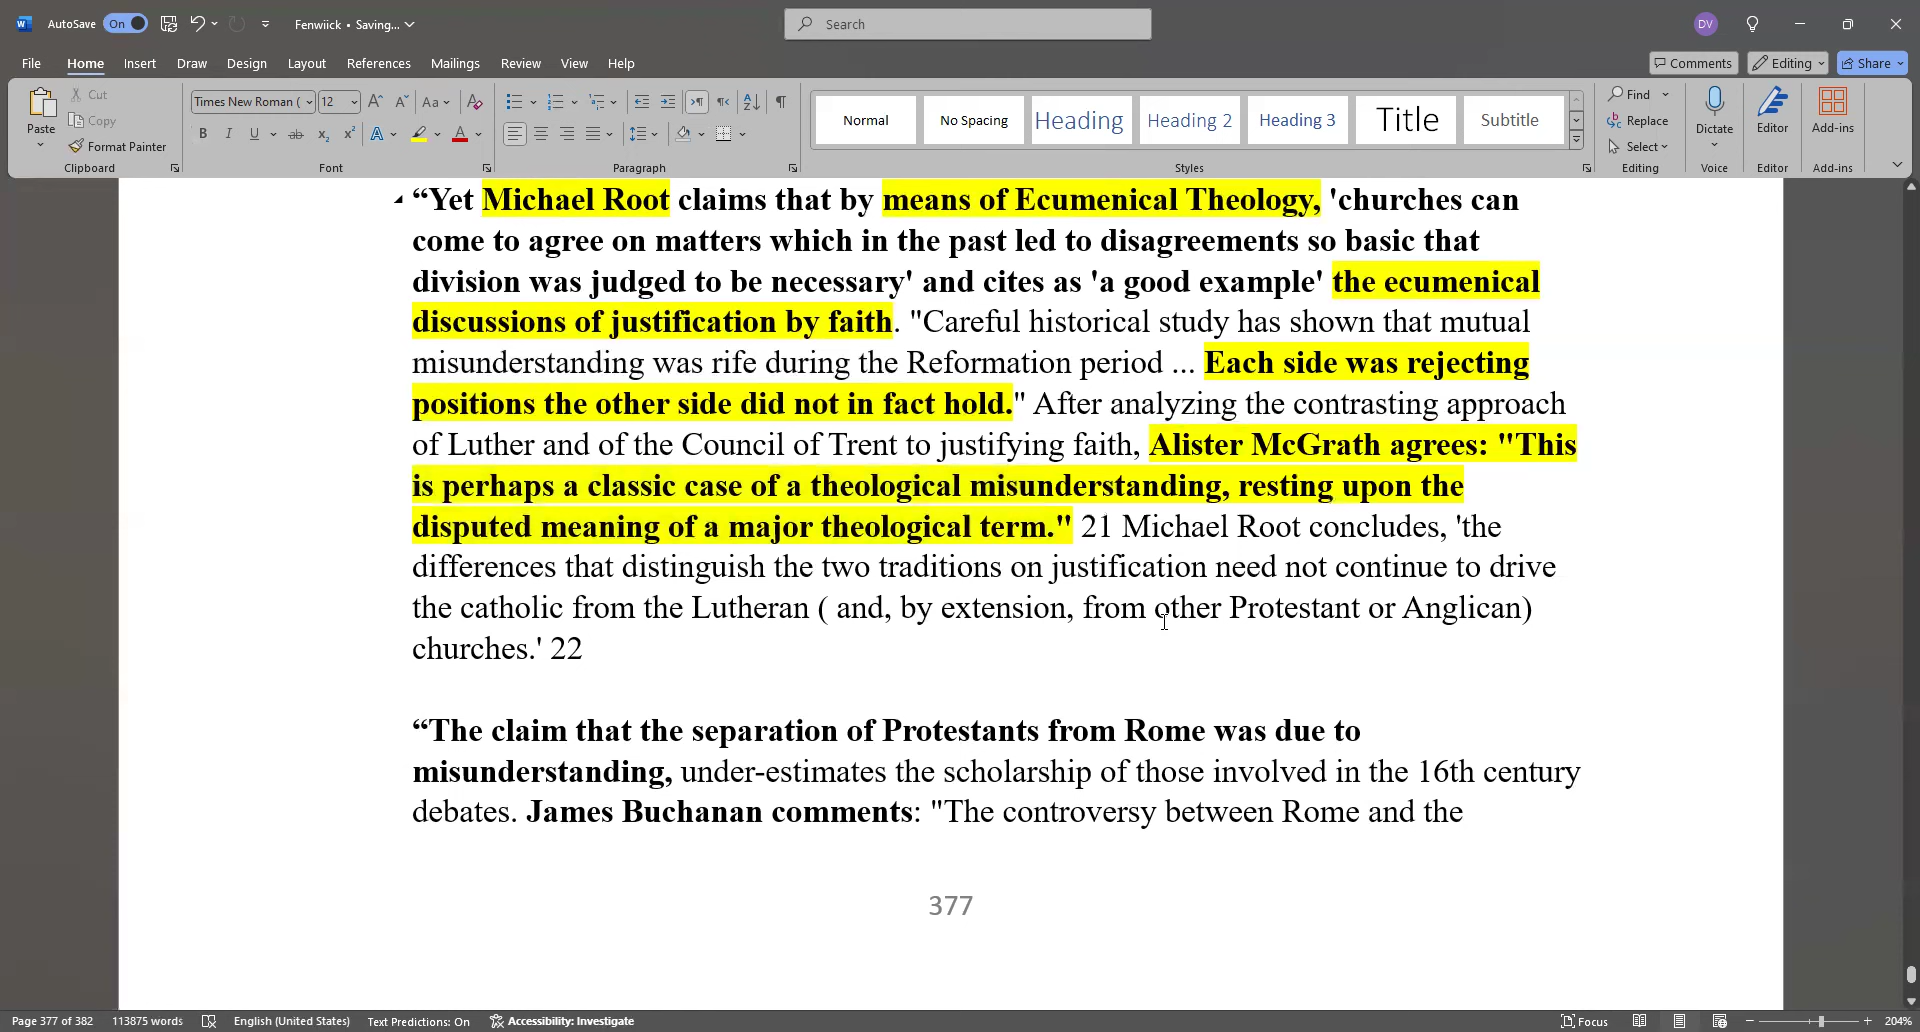 AutoSave On Fenwiick • Saving... Search DV
File Home Insert Draw Design Layout References Mailings Review View Help Comments Editing Share
Paste Cut Copy Format Painter Clipboard
Times New Roman ( 12 Aa Font
B I U ab x₂ x² A A
Paragraph
Normal No Spacing Heading Heading 2 Heading 3 Title Subtitle Styles
Find Replace Select Editing
Dictate Voice
Editor Editor
Add-ins Add-ins
“Yet Michael Root claims that by means of Ecumenical Theology, 'churches can
come to agree on matters which in the past led to disagreements so basic that
division was judged to be necessary' and cites as 'a good example' the ecumenical
discussions of justification by faith. "Careful historical study has shown that mutual
misunderstanding was rife during the Reformation period ... Each side was rejecting
positions the other side did not in fact hold." After analyzing the contrasting approach
of Luther and of the Council of Trent to justifying faith, Alister McGrath agrees: "This
is perhaps a classic case of a theological misunderstanding, resting upon the
disputed meaning of a major theological term." 21 Michael Root concludes, 'the
differences that distinguish the two traditions on justification need not continue to drive
the catholic from the Lutheran ( and, by extension, from other Protestant or Anglican)
churches.' 22
“The claim that the separation of Protestants from Rome was due to
misunderstanding, under-estimates the scholarship of those involved in the 16th century
debates. James Buchanan comments: "The controversy between Rome and the
377
Page 377 of 382 113875 words English (United States) Text Predictions: On Accessibility: Investigate Focus 204%